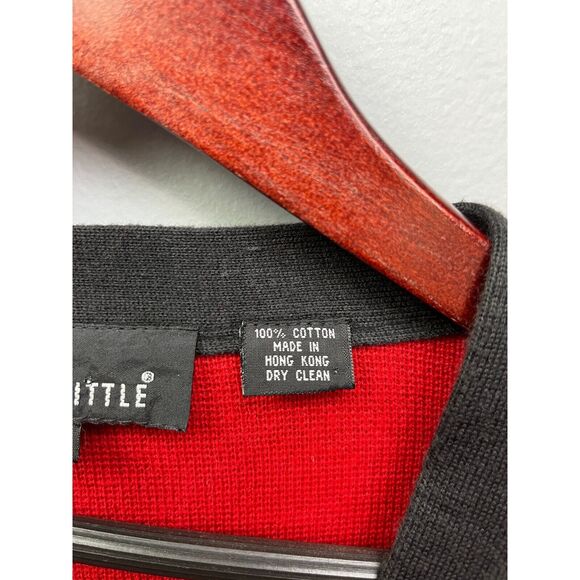 ITTLE®
100% COTTON
MADE IN
HONG KONG
DRY CLEAN